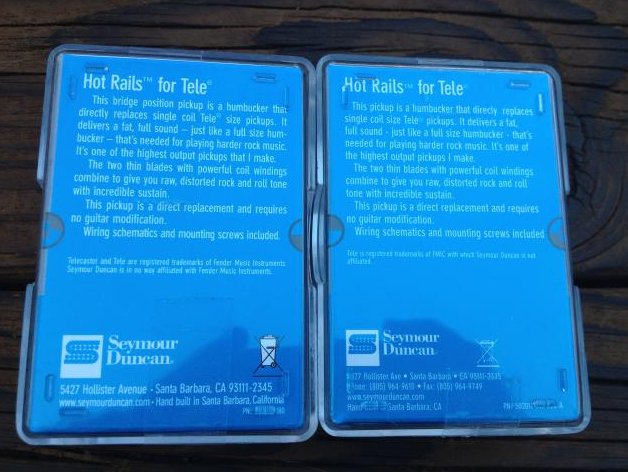 Hot Rails™ for Tele®
This bridge position pickup is a humbucker that
directly replaces single coil Tele® size pickups. It
delivers a fat, full sound – just like a full size hum-
bucker – that's needed for playing harder rock music.
It's one of the highest output pickups that I make.
The two thin blades with powerful coil windings
combine to give you raw, distorted rock and roll tone
with incredible sustain.
This pickup is a direct replacement and requires
no guitar modification.
Wiring schematics and mounting screws included.
Telecaster and Tele are registered trademarks of Fender Music Instruments
Seymour Duncan is in no way affiliated with Fender Music Instruments.
Seymour
Duncan®
5427 Hollister Avenue • Santa Barbara, CA 93111-2345
www.seymourduncan.com • Hand built in Santa Barbara, California
PN:
Hot Rails™ for Tele®
This pickup is a humbucker that direcly replaces
single coil size Tele® pickups. It delivers a fat,
full sound - just like a full size humbucker - that's
needed for playing harder rock music. It's one of
the highest output pickups I make.
The two thin blades with powerful coil windings
combine to give you raw, distorted rock and roll
tone with incredible sustain.
This pickup is a direct replacement and requires
no guitar modification.
Wiring schematics and mounting screws included
Tele is registered trademarks of FMIC with which Seymour Duncan is not
affiliated.
Seymour
Duncan
5427 Hollister Ave • Santa Barbara • CA 93111-2345
Phone: (805) 964-9610 • Fax: (805) 964-9749
www.seymourduncan.com
Hand Santa Barbara, CA